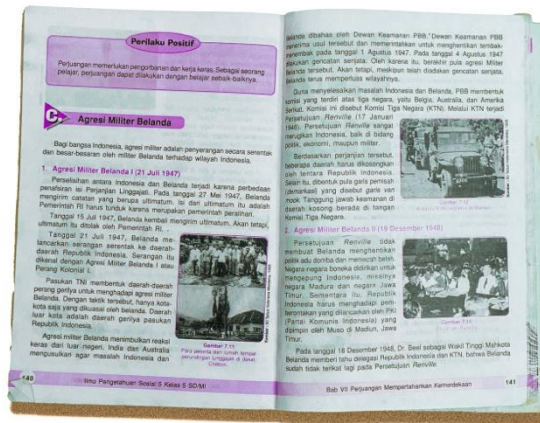 Perilaku Positif
Perjuangan memerlukan pengorbanan dan kerja keras. Sebagai seorang
pelajar, perjuangan dapat dilakukan dengan belajar sebaik-baiknya.
C. Agresi Militer Belanda
Bagi bangsa Indonesia, agresi militer adalah penyerangan secara serentak
dan besar-besaran oleh militer Belanda terhadap wilayah Indonesia.
1. Agresi Militer Belanda I (21 Juli 1947)
Perselisihan antara Indonesia dan Belanda terjadi karena perbedaan
penafsiran isi Perjanjian Linggajati. Pada tanggal 27 Mei 1947, Belanda
mengirim catatan yang berupa ultimatum. Isi dari ultimatum itu adalah
Pemerintah RI harus tunduk karena merupakan pemerintah peralihan.
Tanggal 15 Juli 1947, Belanda kembali mengirim ultimatum. Akan tetapi,
ultimatum itu ditolak oleh Pemerintah RI.
Tanggal 21 Juli 1947, Belanda me-
lancarkan serangan serentak ke daerah-
daerah Republik Indonesia. Serangan itu
dikenal dengan Agresi Militer Belanda I atau
Perang Kolonial I.
Pasukan TNI membentuk daerah-daerah
perang gerilya untuk menghadapi agresi militer
Belanda. Dengan taktik tersebut, hanya kota-
kota saja yang dikuasai oleh belanda. Daerah
luar kota adalah daerah gerilya pasukan
Republik Indonesia.
Agresi militer Belanda menimbulkan reaksi
keras dari luar negeri. India dan Australia
mengusulkan agar masalah Indonesia dan
Gambar 7.11
Para peserta dan rumah tempat
perundingan Linggajati di dekat
Cirebon.
140
Ilmu Pengetahuan Sosial 5 Kelas 5 SD/MI
Belanda dibahas oleh Dewan Keamanan PBB. Dewan Keamanan PBB
menerima usul tersebut dan memerintahkan untuk menghentikan tembak-
menembak pada tanggal 1 Agustus 1947. Pada tanggal 4 Agustus 1947
dilakukan gencatan senjata. Oleh karena itu, berakhir pula agresi Militer
Belanda tersebut. Akan tetapi, meskipun telah diadakan gencatan senjata,
Belanda terus memperluas wilayahnya.
Guna menyelesaikan masalah Indonesia dan Belanda, PBB membentuk
komisi yang terdiri atas tiga negara, yaitu Belgia, Australia, dan Amerika
Serikat. Komisi ini disebut Komisi Tiga Negara (KTN). Melalui KTN terjadi
Persetujuan Renville (17 Januari
1948). Persetujuan Renville sangat
merugikan Indonesia, baik di bidang
politik, ekonomi, maupun militer.
Berdasarkan perjanjian tersebut,
beberapa daerah harus dikosongkan
oleh tentara Republik Indonesia.
Selain itu, dibentuk pula garis pemisah
(demarkasi) yang disebut garis van
mook. Tanggung jawab keamanan di
daerah kosong berada di tangan
Komisi Tiga Negara.
Gambar 7.12
2. Agresi Militer Belanda II (19 Desember 1948)
Persetujuan Renville tidak
membuat Belanda menghentikan
politik adu domba dan memecah belah.
Negara-negara boneka didirikan untuk
mengepung Indonesia, misalnya
negara Madura dan negara Jawa
Timur. Sementara itu, Republik
Indonesia harus menghadapi pem-
berontakan yang dilancarkan oleh PKI
(Partai Komunis Indonesia) yang
dipimpin oleh Muso di Madiun, Jawa
Timur.
Pada tanggal 18 Desember 1948, Dr. Beel sebagai Wakil Tinggi Mahkota
Belanda memberi tahu delegasi Republik Indonesia dan KTN, bahwa Belanda
sudah tidak terikat lagi pada Persetujuan Renville.
Bab VII Perjuangan Mempertahankan Kemerdekaan
141